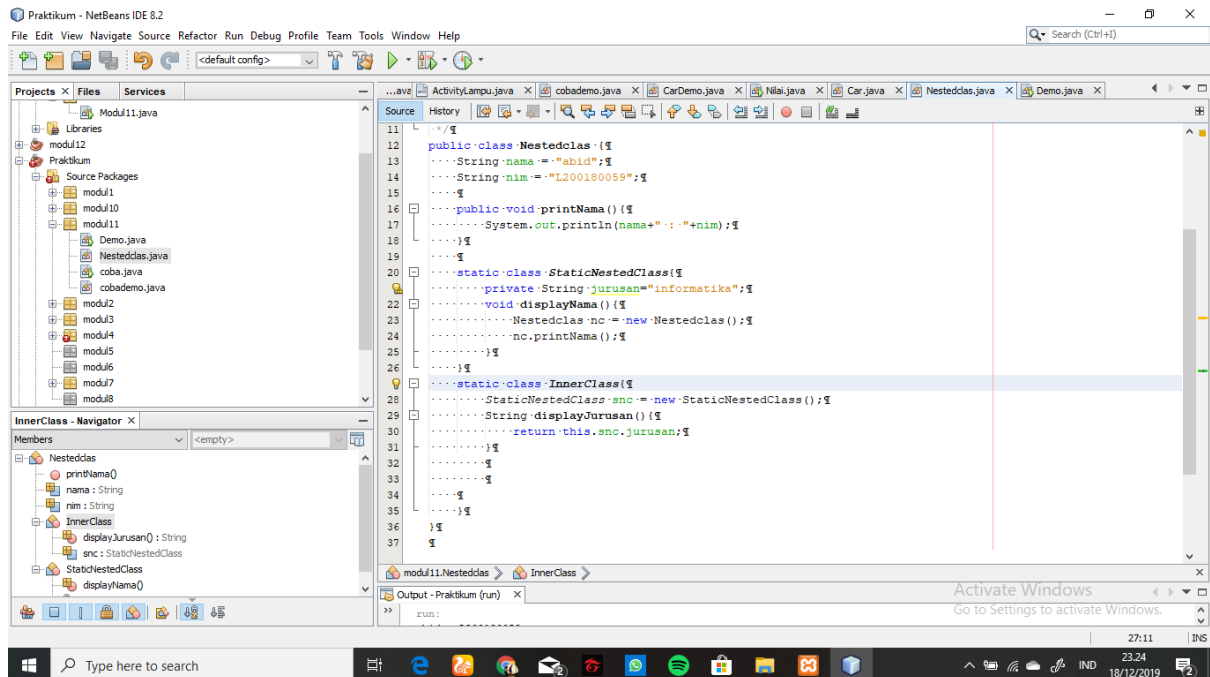 Praktikum - NetBeans IDE 8.2
File Edit View Navigate Source Refactor Run Debug Profile Team Tools Window Help
Search (Ctrl+I)
<default config>
Projects Files Services
Modul11.java
Libraries
modul12
Praktikum
Source Packages
modul1
modul10
modul11
Demo.java
Nestedclas.java
coba.java
cobademo.java
modul2
modul3
modul4
modul5
modul6
modul7
modul8
InnerClass - Navigator
Members <empty>
Nestedclas
printNama()
nama : String
nim : String
InnerClass
displayJurusan() : String
snc : StaticNestedClass
StaticNestedClass
displayNama()
...ava ActivityLampu.java cobademo.java CarDemo.java Nilai.java Car.java Nestedclas.java Demo.java
Source History
11 ·*/¶
12 public·class·Nestedclas·{¶
13 ····String·nama·=·"abid";¶
14 ····String·nim·=·"L200180059";¶
15 ····¶
16 ····public·void·printNama(){¶
17 ········System.out.println(nama+"·:·"+nim);¶
18 ····}¶
19 ····¶
20 ····static·class·StaticNestedClass{¶
········private·String·jurusan="informatika";¶
22 ········void·displayNama(){¶
23 ············Nestedclas·nc·=·new·Nestedclas();¶
24 ············nc.printNama();¶
25 ········}¶
26 ····}¶
····static·class·InnerClass{¶
28 ········StaticNestedClass·snc·=·new·StaticNestedClass();¶
29 ········String·displayJurusan(){¶
30 ············return·this.snc.jurusan;¶
31 ········}¶
32 ········¶
33 ········¶
34 ····¶
35 ····}¶
36 }¶
37 ¶
modul11.Nestedclas InnerClass
Output - Praktikum (run)
run:
Activate Windows
Go to Settings to activate Windows.
27:11 INS
Type here to search
IND
23.24
18/12/2019